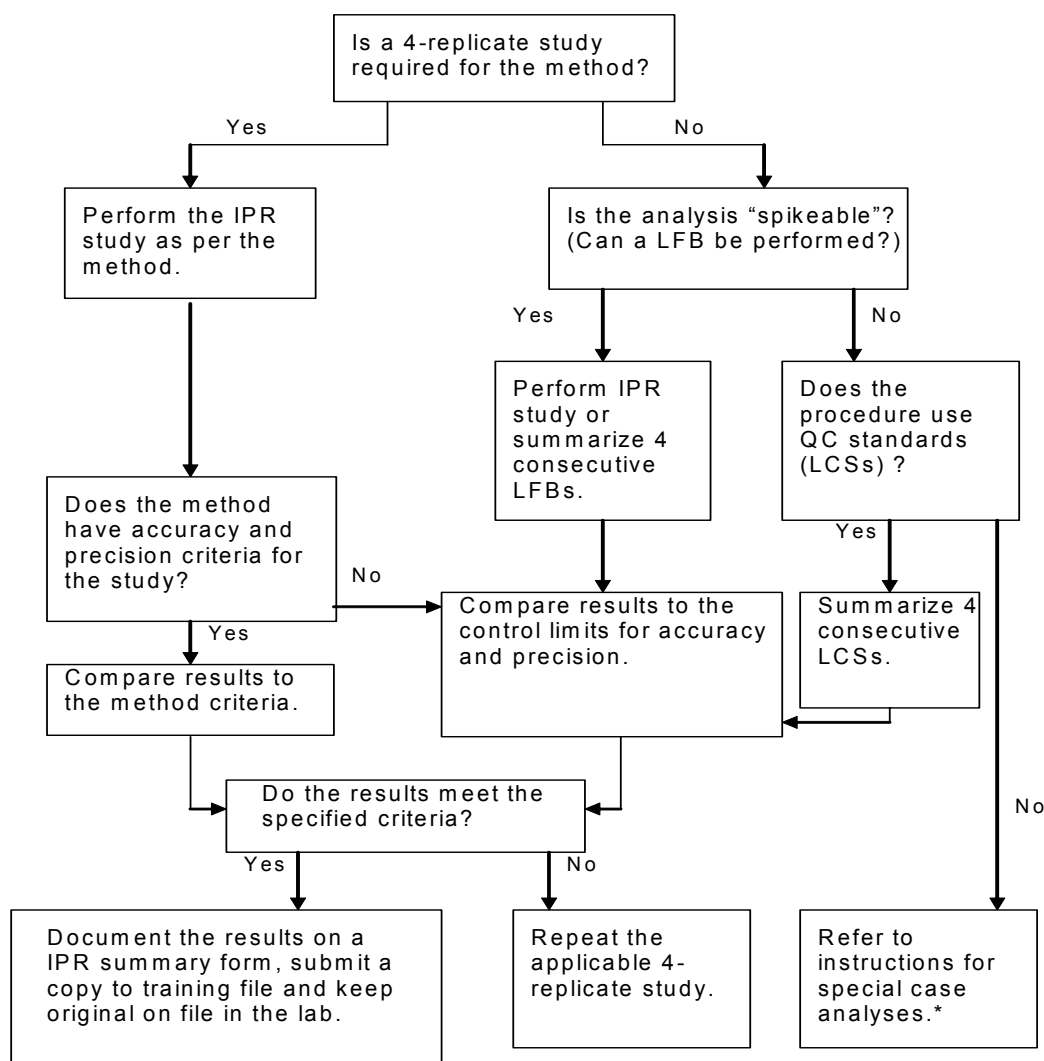 Is a 4-replicate study
required for the method?
Yes
No
Perform the IPR
study as per the
method.
Is the analysis “spikeable”?
(Can a LFB be performed?)
Yes
No
Perform IPR
study or
summarize 4
consecutive
LFBs.
Does the
procedure use
QC standards
(LCSs) ?
Does the method
have accuracy and
precision criteria for
the study?
No
Yes
Yes
Compare results to the
control limits for accuracy
and precision.
Summarize 4
consecutive
LCSs.
Compare results to
the method criteria.
Do the results meet the
specified criteria?
No
Yes
No
Document the results on a
IPR summary form, submit a
copy to training file and keep
original on file in the lab.
Repeat the
applicable 4-
replicate study.
Refer to
instructions for
special case
analyses.*